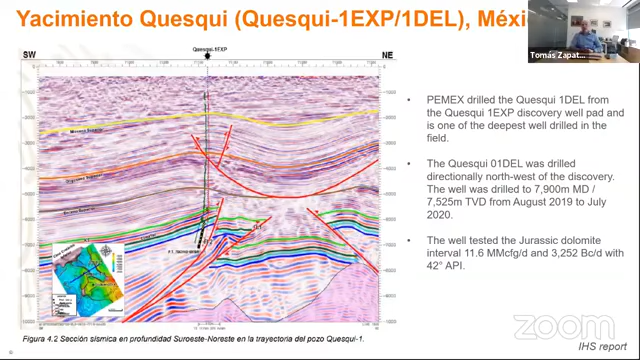 Yacimiento Quesqui (Quesqui-1EXP/1DEL), Méxi
Tomás Zapat...
Quesqui-1EXP
SW
NE
▪ PEMEX drilled the Quesqui 1DEL from
the Quesqui 1EXP discovery well pad and
is one of the deepest well drilled in the
field.
▪ The Quesqui 01DEL was drilled
directionally north-west of the discovery.
The well was drilled to 7,900m MD /
7,525m TVD from August 2019 to July
2020.
▪ The well tested the Jurassic dolomite
interval 11.6 MMcfg/d and 3,252 Bc/d with
42° API.
Figura 4.2 Sección sísmica en profundidad Suroeste-Noreste en la trayectoria del pozo Quesqui-1.
zoom
IHS report